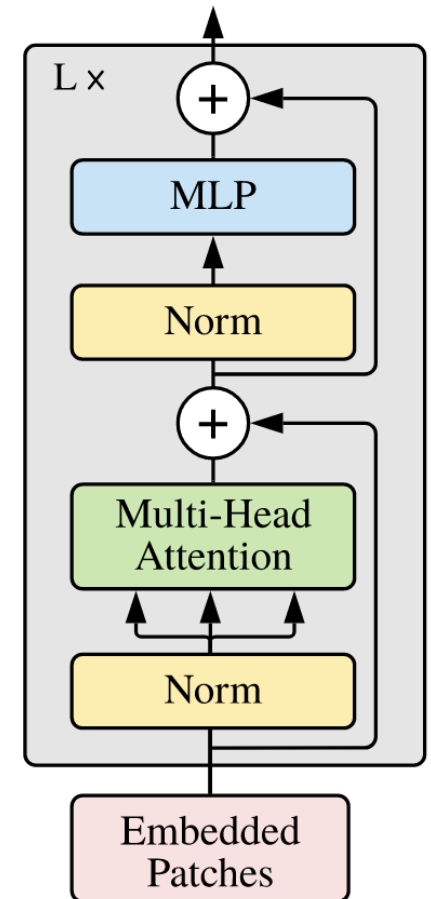 L ×
+
MLP
Norm
+
Multi-Head
Attention
Norm
Embedded
Patches